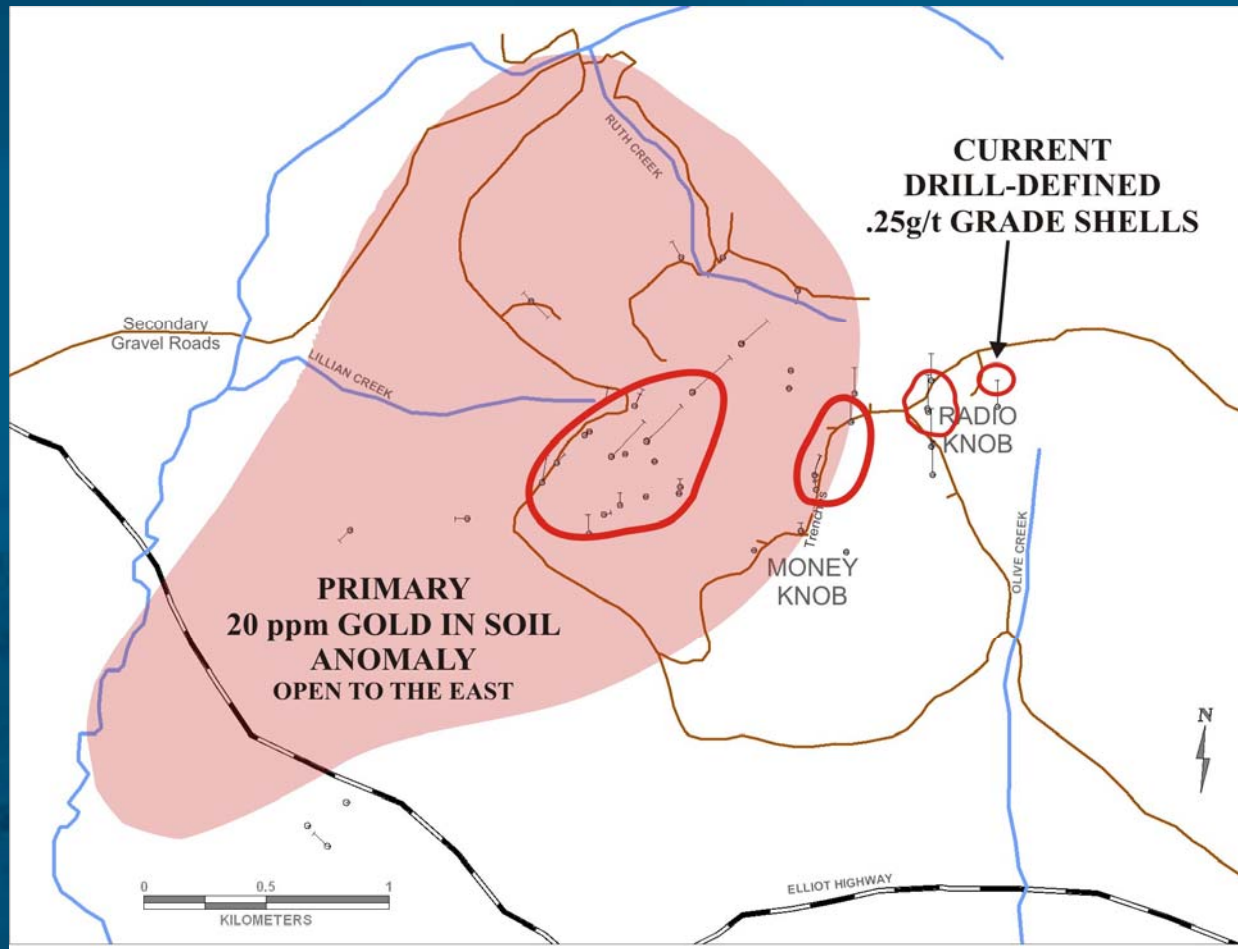 RUTH CREEK
CURRENT
DRILL-DEFINED
.25g/t GRADE SHELLS
Secondary
Gravel Roads
LILLIAN CREEK
RADIO
KNOB
Trenches
MONEY
KNOB
OLIVE CREEK
PRIMARY
20 ppm GOLD IN SOIL
ANOMALY
OPEN TO THE EAST
N
0 0.5 1
KILOMETERS
ELLIOT HIGHWAY